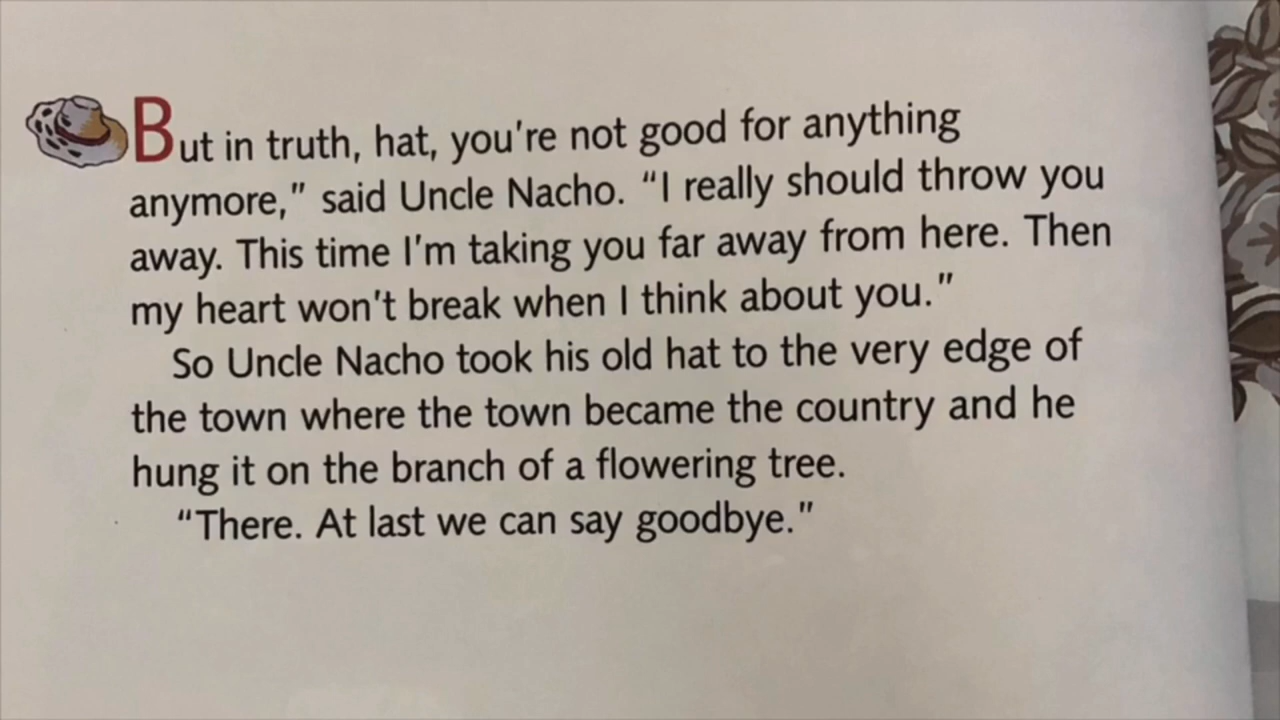 But in truth, hat, you're not good for anything
anymore,” said Uncle Nacho. “I really should throw you
away. This time I'm taking you far away from here. Then
my heart won't break when I think about you.”
So Uncle Nacho took his old hat to the very edge of
the town where the town became the country and he
hung it on the branch of a flowering tree.
“There. At last we can say goodbye.”